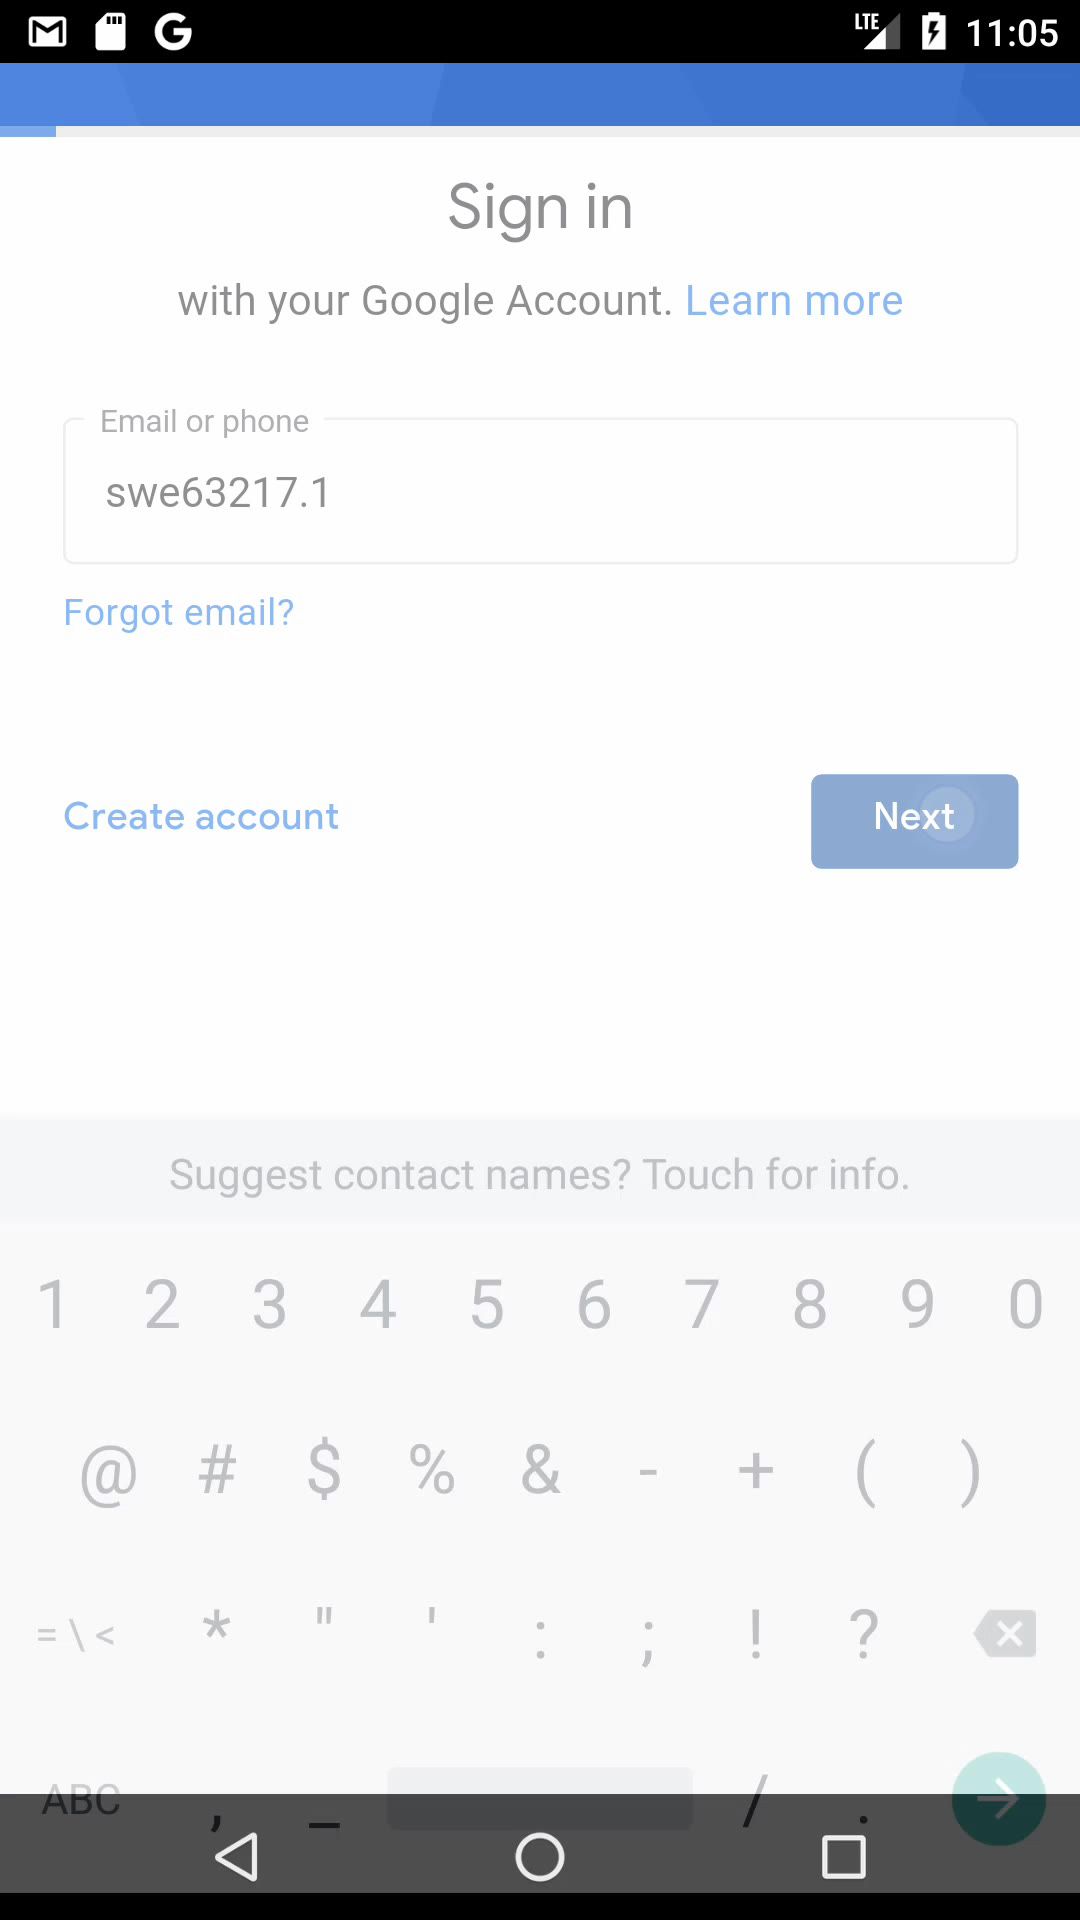 LTE 11:05
Sign in
with your Google Account. Learn more
Email or phone
swe63217.1
Forgot email?
Create account
Next
Suggest contact names? Touch for info.
1 2 3 4 5 6 7 8 9 0
@ # $ % & - + ( )
= \ < * " ' : ; ! ?
ABC , _ / .